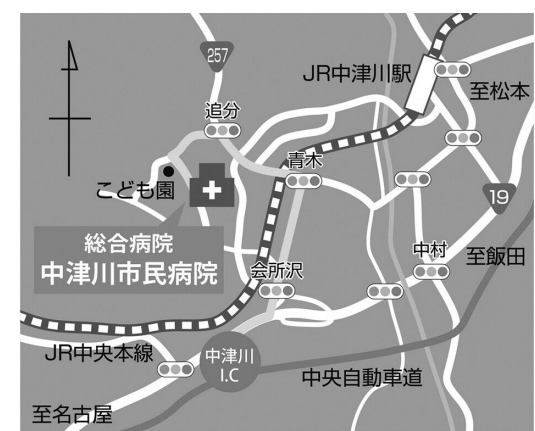 257
JR中津川駅
至松本
追分
青木
こども園
19
総合病院
中津川市民病院
中村
至飯田
会所沢
JR中央本線
中津川
I.C
中央自動車道
至名古屋